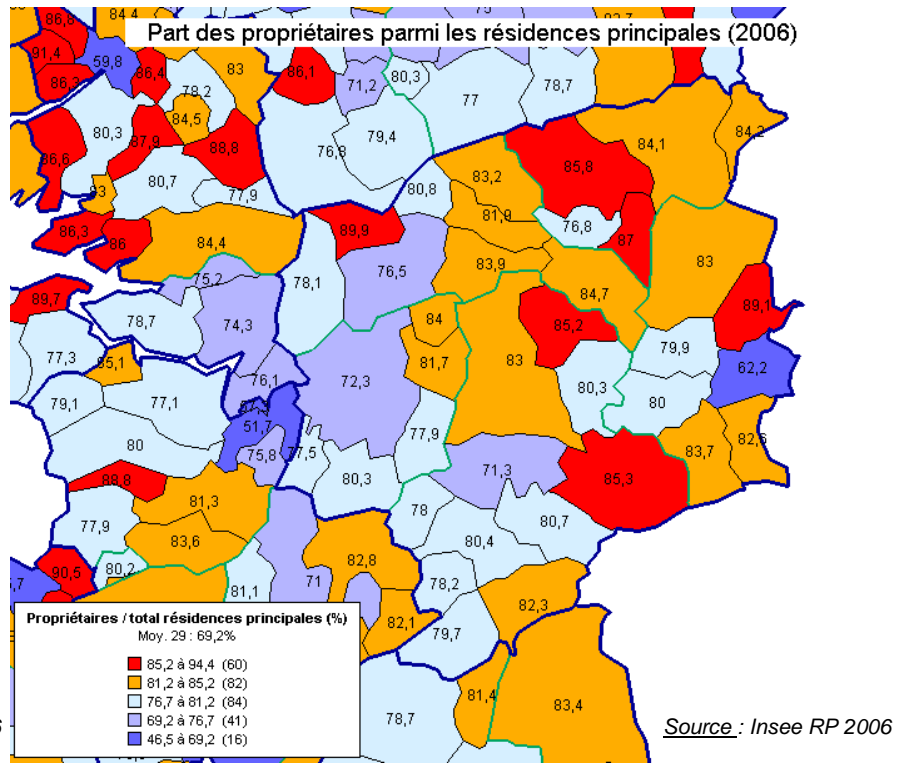 84,4 75 82,7
86,8 Part des propriétaires parmi les résidences principales (2006)
91,4 59,8 86,4 83 86,1 80,3 78,7
86,3 78,2 71,2 77
84,5 84,1 84,2
80,3 87,9 88,8 76,8 79,4 85,8
86,6 83,2
80,7 77,9 80,8
81,9 76,8
86,3 86 84,4 89,9 87
76,5 83,9 83
75,2 78,1 84,7
89,7 89,1
78,7 74,3 84 85,2
77,3 85,1 81,7 83 79,9
76,1 72,3 62,2
79,1 77,1 80,3 80
51,7 77,9
80 75,8 77,5 83,7 82,6
88,8 80,3 71,3 85,3
81,3
77,9 78 80,7
83,6 80,4
90,5 80,2 82,8
81,1 71 78,2 82,3
82,1 79,7
Propriétaires / total résidences principales (%)
Moy. 29 : 69,2%
85,2 à 94,4 (60)
81,2 à 85,2 (82)
76,7 à 81,2 (84)
69,2 à 76,7 (41)
46,5 à 69,2 (16)
81,4 83,4
78,7
Source : Insee RP 2006